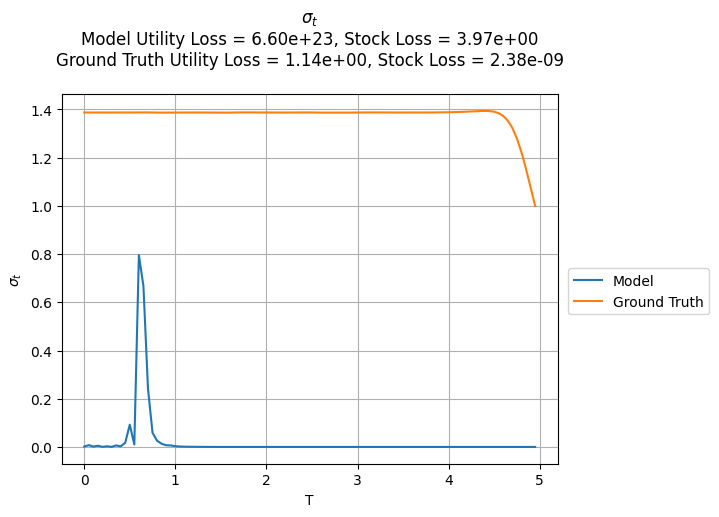 σt
Model Utility Loss = 6.60e+23, Stock Loss = 3.97e+00
Ground Truth Utility Loss = 1.14e+00, Stock Loss = 2.38e-09
1.4
1.2
1.0
0.8
0.6
0.4
0.2
0.0
σt
0 1 2 3 4 5
T
Model
Ground Truth